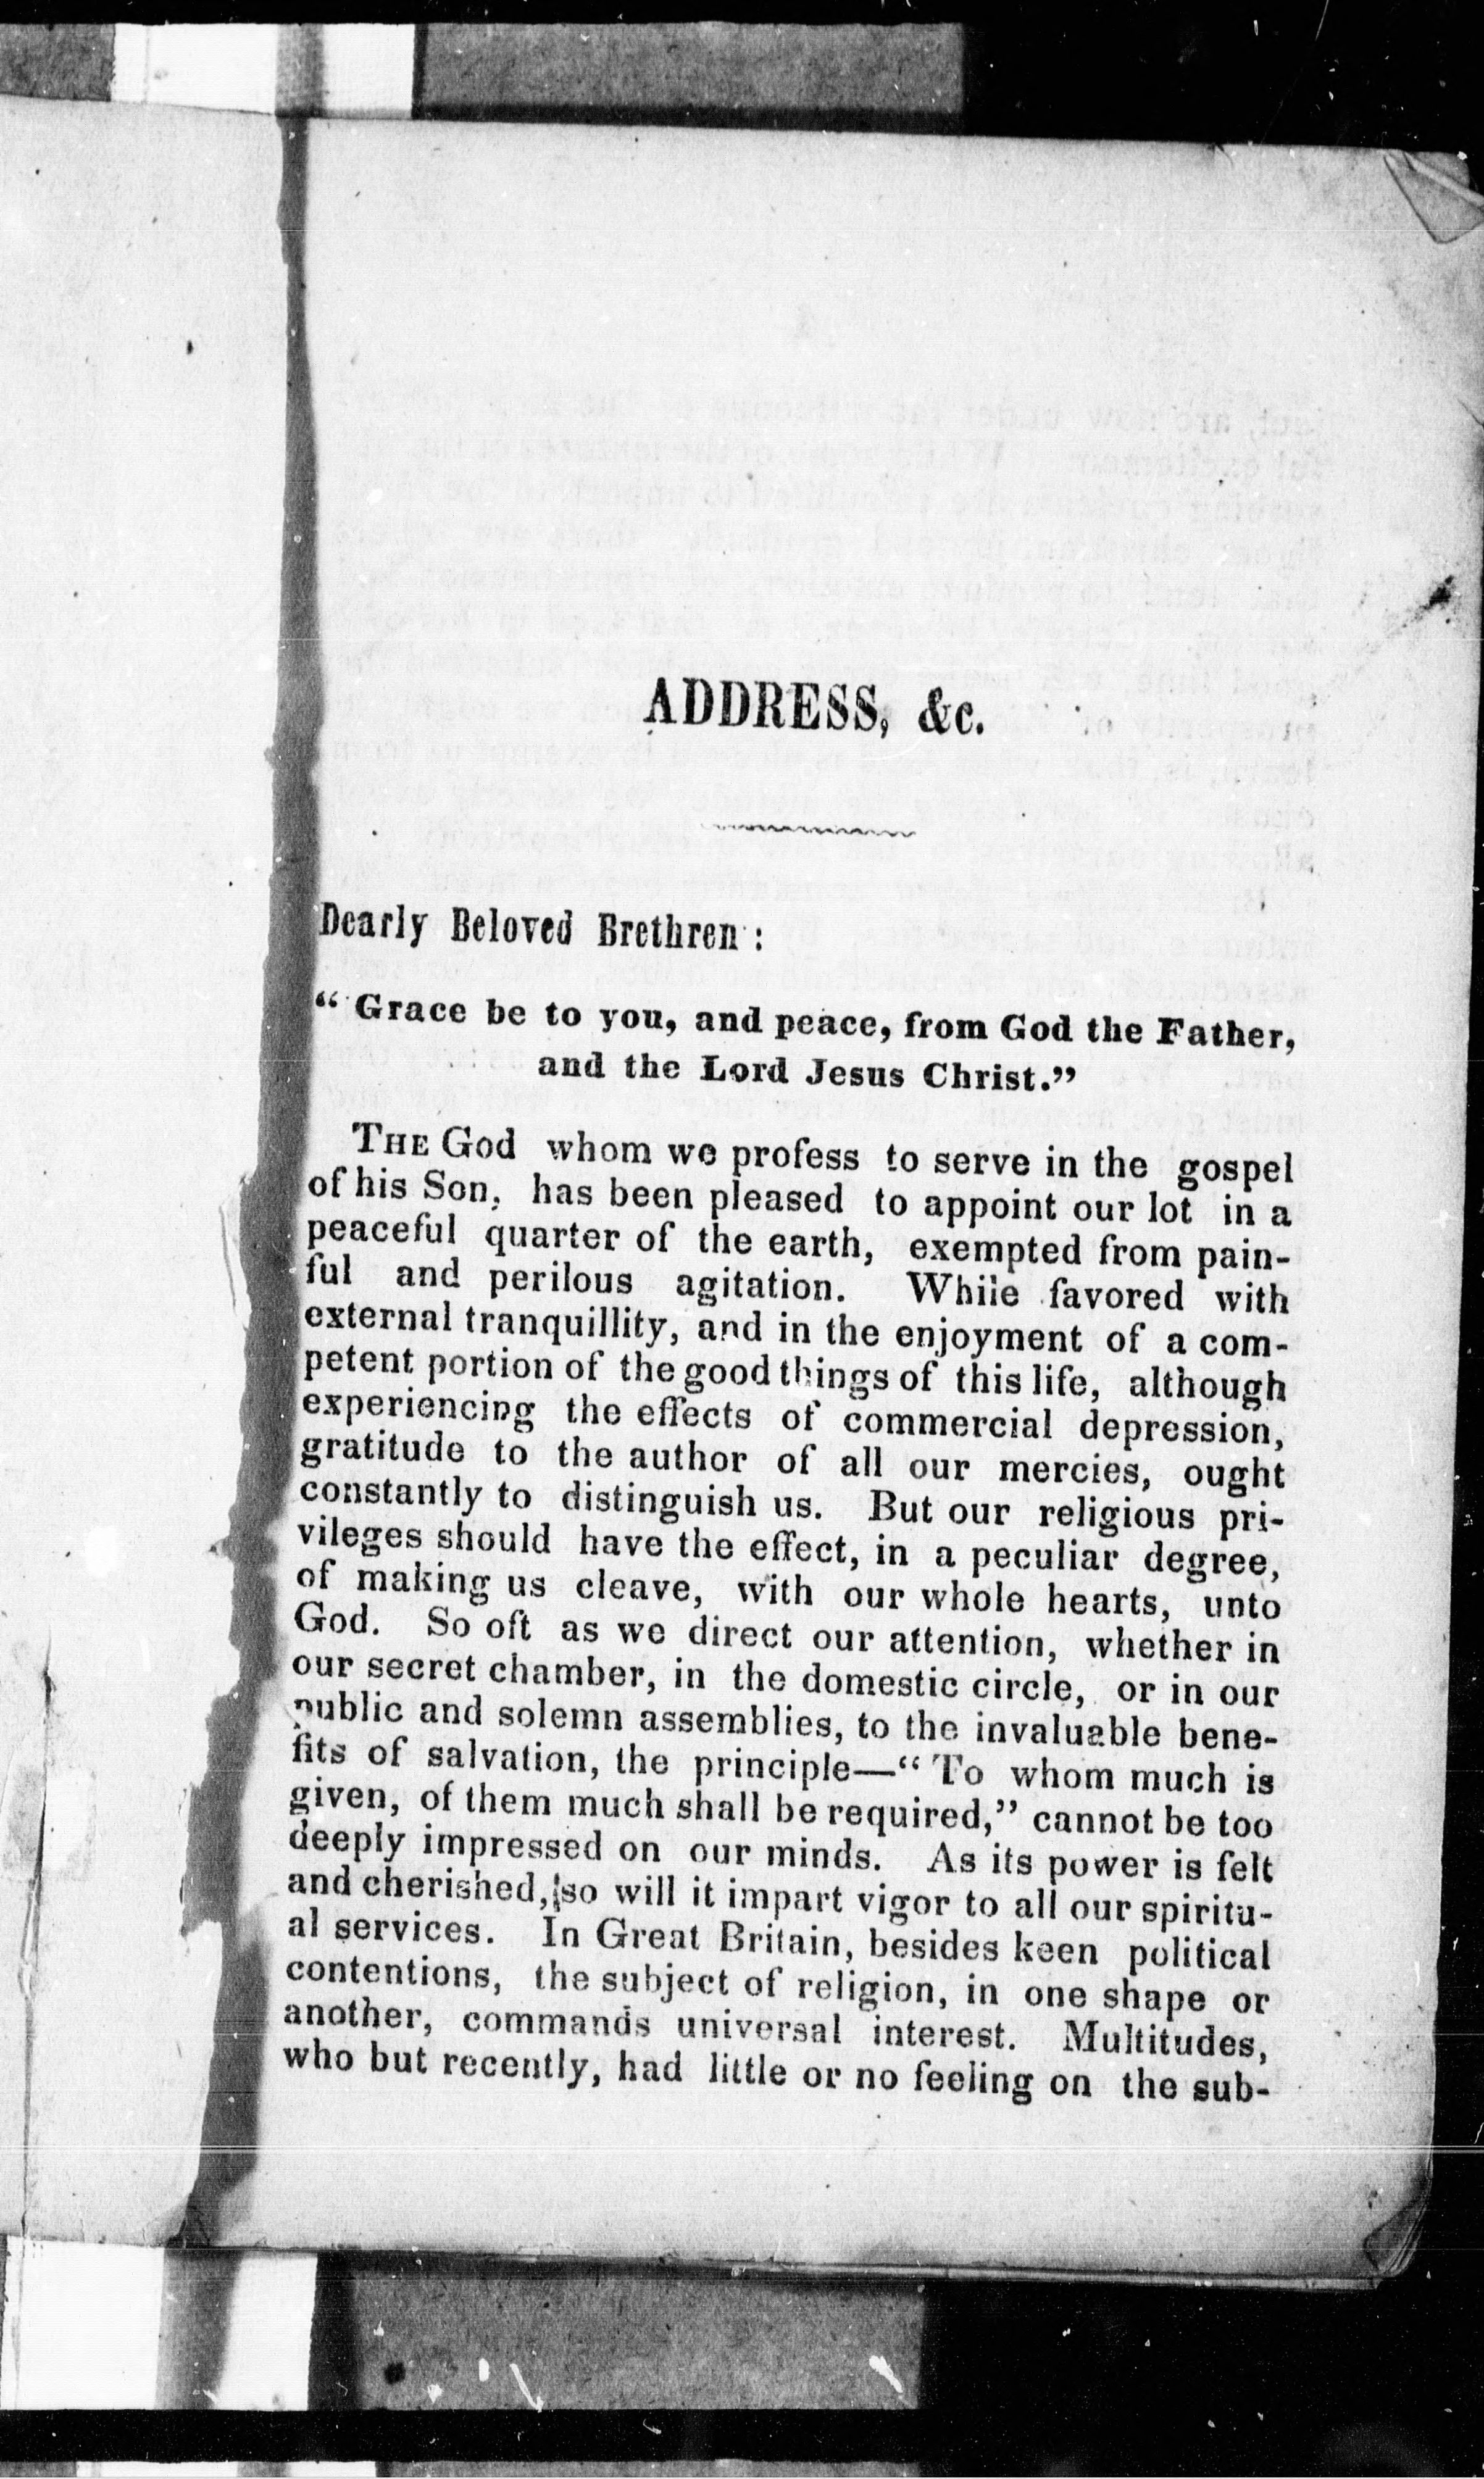 ADDRESS, &c.
Dearly Beloved Brethren:
“Grace be to you, and peace, from God the Father,
and the Lord Jesus Christ.”
THE God whom we profess to serve in the gospel
of his Son, has been pleased to appoint our lot in a
peaceful quarter of the earth, exempted from pain-
ful and perilous agitation. While favored with
external tranquillity, and in the enjoyment of a com-
petent portion of the good things of this life, although
experiencing the effects of commercial depression,
gratitude to the author of all our mercies, ought
constantly to distinguish us. But our religious pri-
vileges should have the effect, in a peculiar degree,
of making us cleave, with our whole hearts, unto
God. So oft as we direct our attention, whether in
our secret chamber, in the domestic circle, or in our
public and solemn assemblies, to the invaluable bene-
fits of salvation, the principle—“To whom much is
given, of them much shall be required,” cannot be too
deeply impressed on our minds. As its power is felt
and cherished, so will it impart vigor to all our spiritu-
al services. In Great Britain, besides keen political
contentions, the subject of religion, in one shape or
another, commands universal interest. Multitudes,
who but recently, had little or no feeling on the sub-